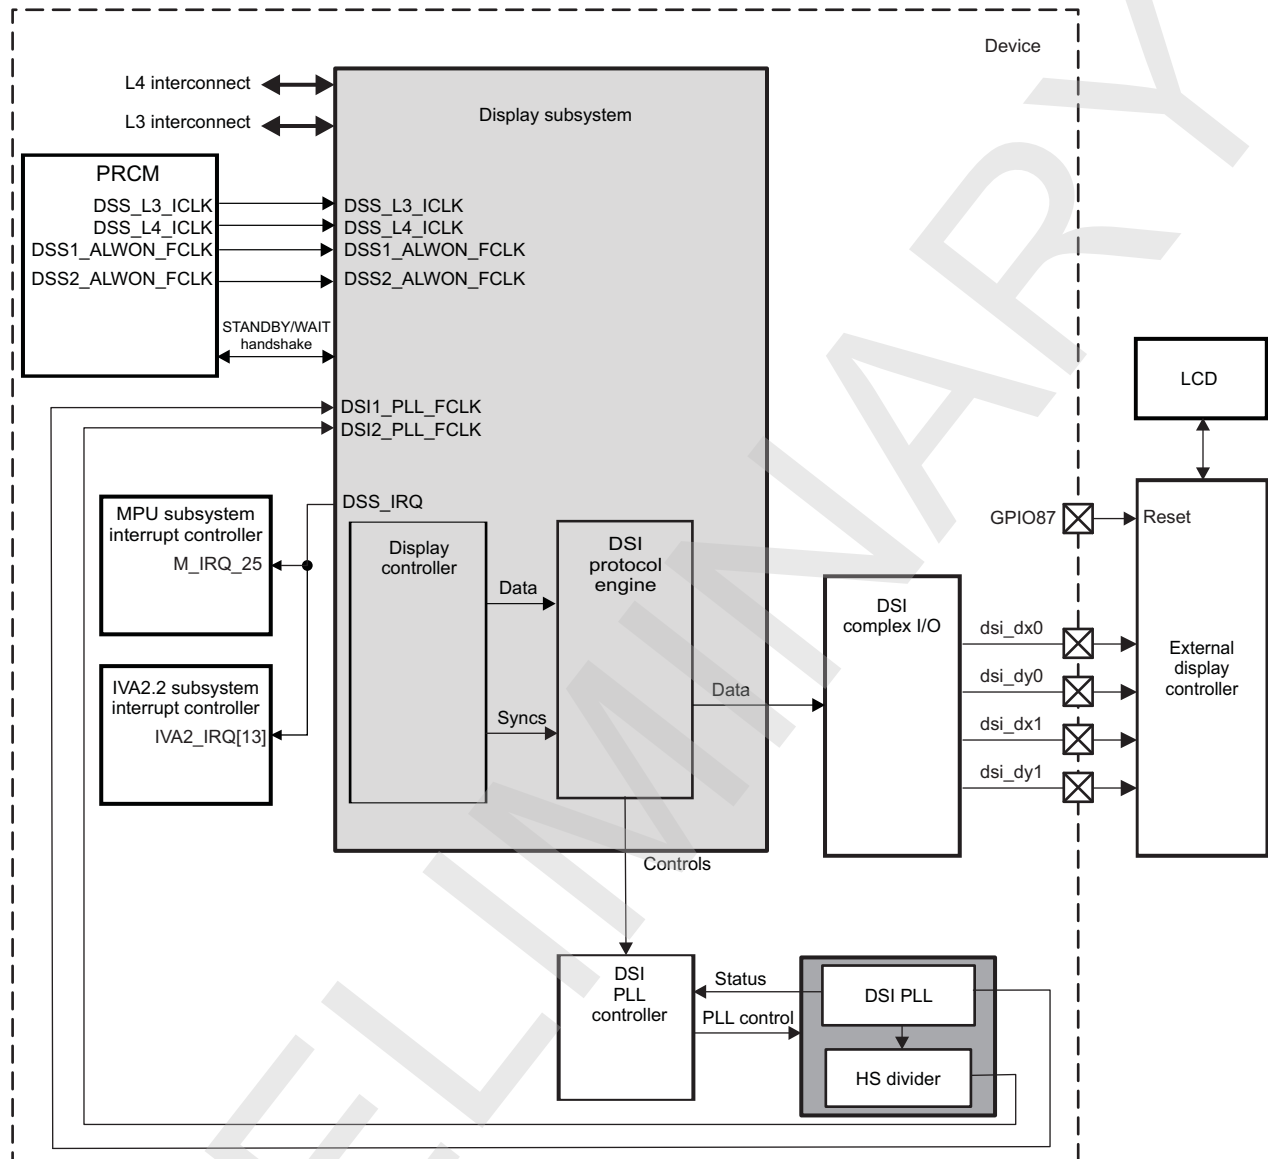 Device
L4 interconnect
L3 interconnect
Display subsystem
PRCM
DSS_L3_ICLK
DSS_L4_ICLK
DSS1_ALWON_FCLK
DSS2_ALWON_FCLK
DSS_L3_ICLK
DSS_L4_ICLK
DSS1_ALWON_FCLK
DSS2_ALWON_FCLK
STANDBY/WAIT
handshake
DSI1_PLL_FCLK
DSI2_PLL_FCLK
LCD
DSS_IRQ
MPU subsystem
interrupt controller
M_IRQ_25
IVA2.2 subsystem
interrupt controller
IVA2_IRQ[13]
Display
controller
Data
Syncs
DSI
protocol
engine
Data
DSI
complex I/O
GPIO87
Reset
dsi_dx0
dsi_dy0
dsi_dx1
dsi_dy1
External
display
controller
Controls
DSI
PLL
controller
Status
PLL control
DSI PLL
HS divider
ELIMINARY